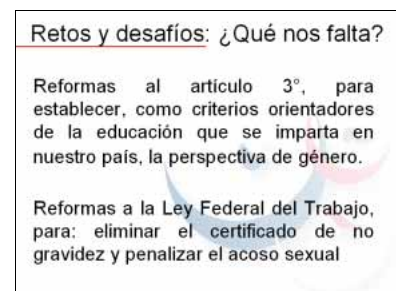 Retos y desafíos: ¿Qué nos falta?
Reformas al artículo 3°, para
establecer, como criterios orientadores
de la educación que se imparta en
nuestro país, la perspectiva de género.
Reformas a la Ley Federal del Trabajo,
para: eliminar el certificado de no
gravidez y penalizar el acoso sexual